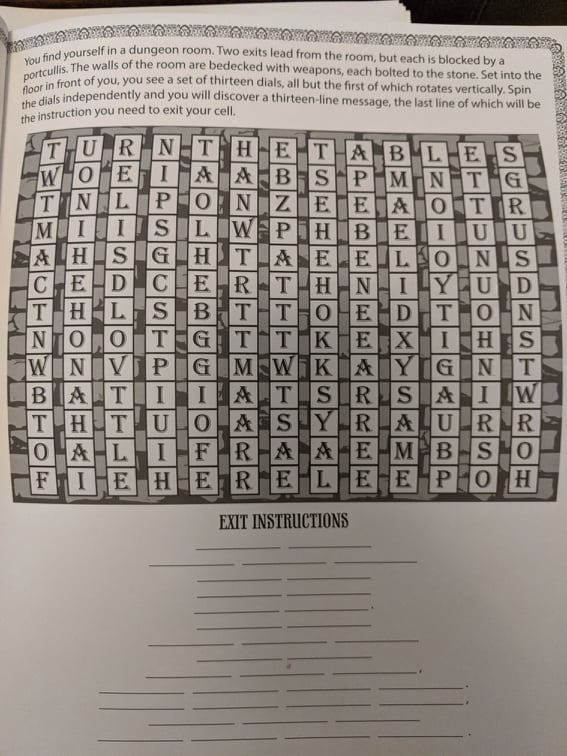 You find yourself in a dungeon room. Two exits lead from the room, but each is blocked by a
portcullis. The walls of the room are bedecked with weapons, each bolted to the stone. Set into the
floor in front of you, you see a set of thirteen dials, all but the first of which rotates vertically. Spin
the dials independently and you will discover a thirteen-line message, the last line of which will be
the instruction you need to exit your cell.
T U R N T H E T A B L E S
W O E I A A B S P M N T G
T N L P O N Z E E A O T R
M I I S L W P H B E I U U
A H S G H T A E E L O N S
C E D C E R T H N I Y U D
T H L S B T T O E D T O N
N O O T G T T K E X I H S
W N V P G M W K A Y G N T
B A T I I A T S R S A I W
T H T U O A S Y R A U R R
O A L I F R A A E M B S O
F I E H E R E L E E P O H
EXIT INSTRUCTIONS